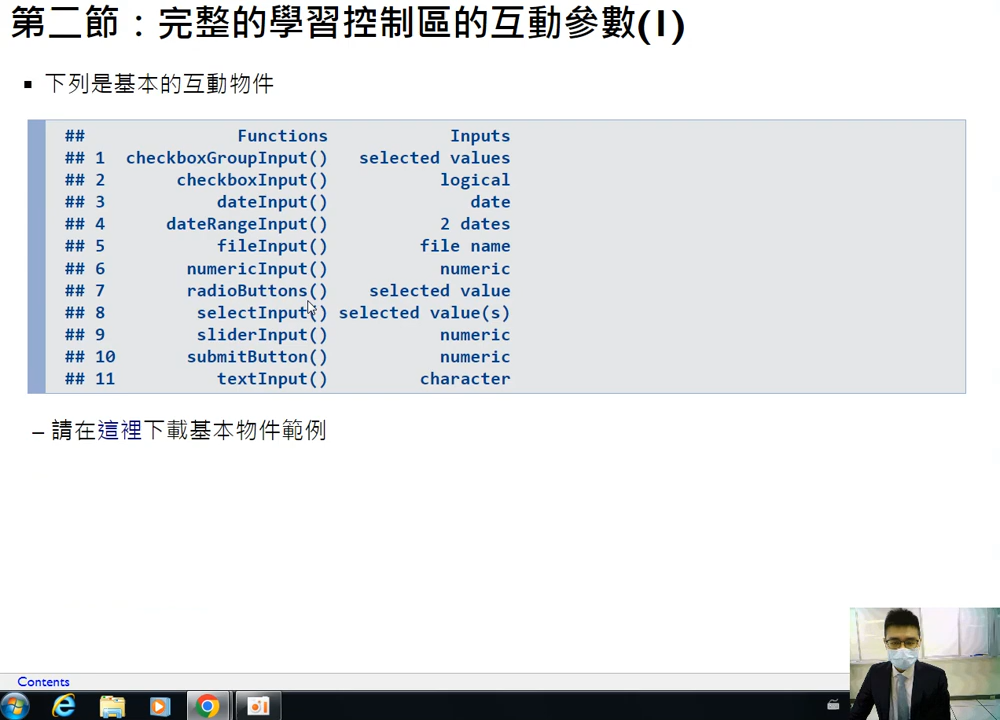 第二節：完整的學習控制區的互動參數(1)
▪ 下列是基本的互動物件
## Functions Inputs
## 1 checkboxGroupInput() selected values
## 2 checkboxInput() logical
## 3 dateInput() date
## 4 dateRangeInput() 2 dates
## 5 fileInput() file name
## 6 numericInput() numeric
## 7 radioButtons() selected value
## 8 selectInput() selected value(s)
## 9 sliderInput() numeric
## 10 submitButton() numeric
## 11 textInput() character
– 請在這裡下載基本物件範例
Contents